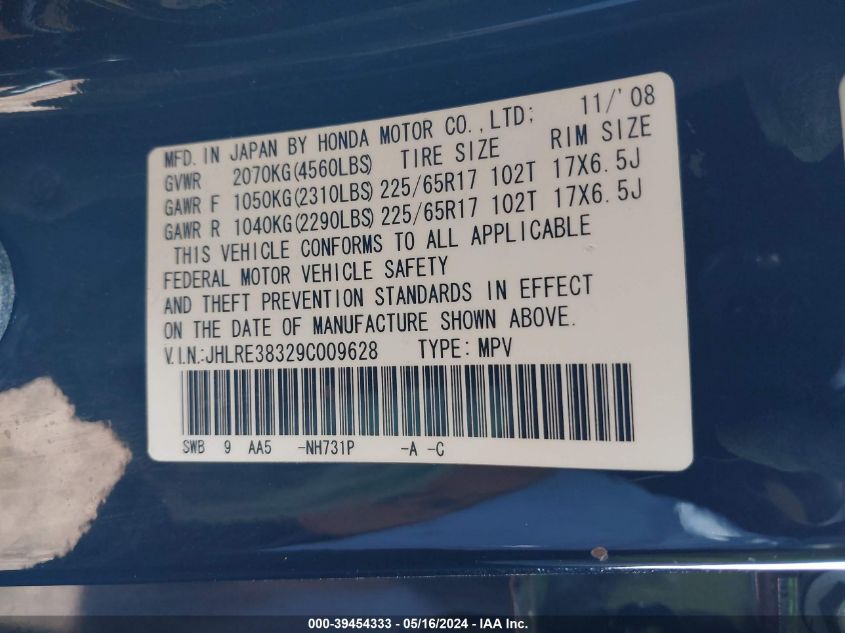 MFD. IN JAPAN BY HONDA MOTOR CO., LTD; 11/'08
GVWR 2070KG(4560LBS) TIRE SIZE RIM SIZE
GAWR F 1050KG(2310LBS) 225/65R17 102T 17X6.5J
GAWR R 1040KG(2290LBS) 225/65R17 102T 17X6.5J
THIS VEHICLE CONFORMS TO ALL APPLICABLE
FEDERAL MOTOR VEHICLE SAFETY
AND THEFT PREVENTION STANDARDS IN EFFECT
ON THE DATE OF MANUFACTURE SHOWN ABOVE.
V.I.N.:JHLRE38329C009628 TYPE: MPV
SWB 9 AA5 -NH731P -A -C
000-39454333 - 05/16/2024 - IAA Inc.